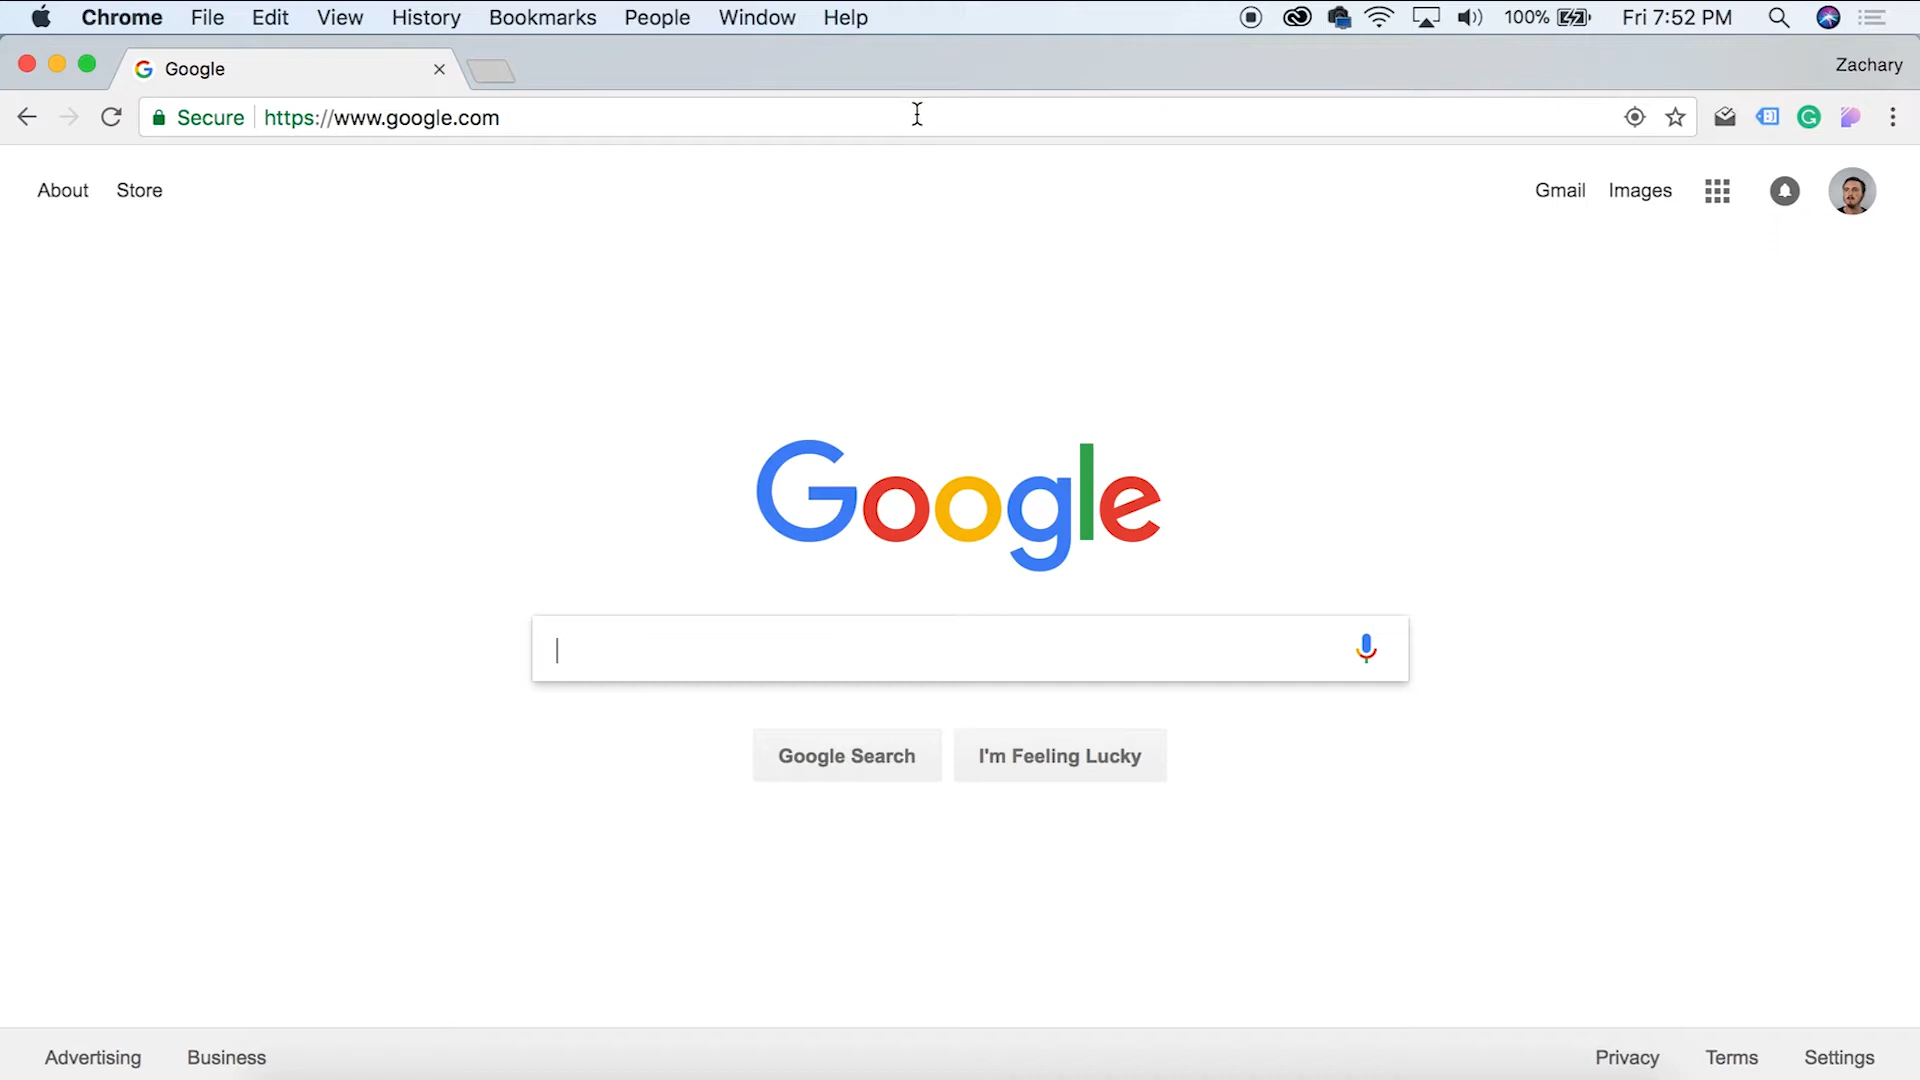 Chrome File Edit View History Bookmarks People Window Help 100% Fri 7:52 PM
Google Zachary
Secure https://www.google.com
About Store Gmail Images
Google
Google Search I'm Feeling Lucky
Advertising Business Privacy Terms Settings